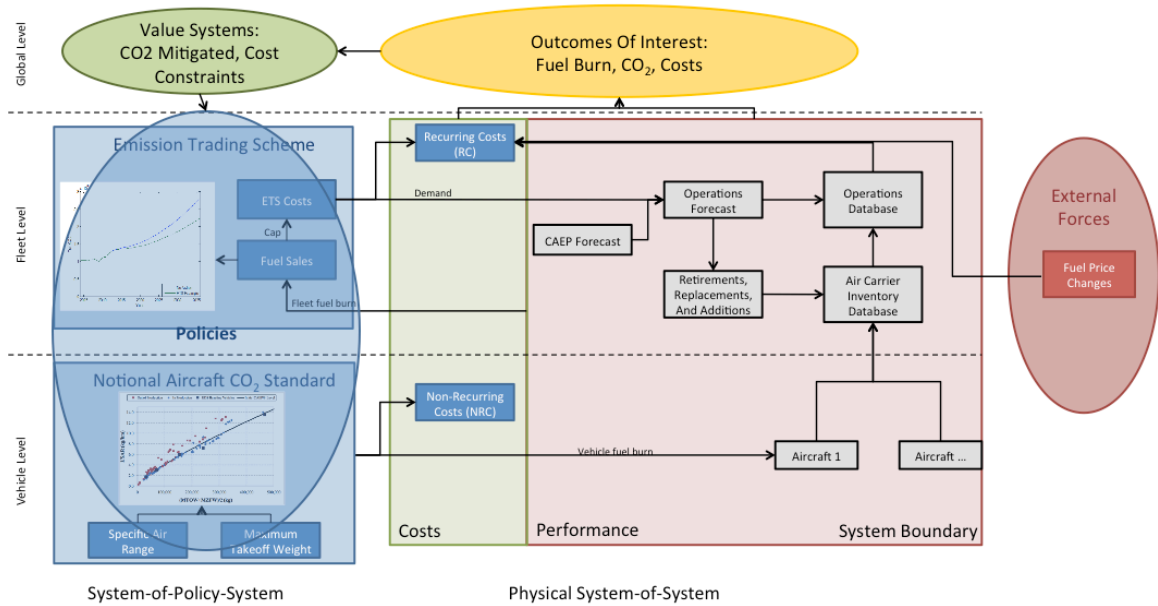 Global Level
Value Systems:
CO2 Mitigated, Cost
Constraints
Outcomes Of Interest:
Fuel Burn, CO₂, Costs
Fleet Level
Emission Trading Scheme
ETS Costs
Cap
Fuel Sales
Fleet fuel burn
Policies
Recurring Costs
(RC)
Demand
Operations
Forecast
Operations
Database
CAEP Forecast
Retirements,
Replacements,
And Additions
Air Carrier
Inventory
Database
External
Forces
Fuel Price
Changes
Vehicle Level
Notional Aircraft CO₂ Standard
Specific Air
Range
Maximum
Takeoff Weight
Non-Recurring
Costs (NRC)
Vehicle fuel burn
Aircraft 1
Aircraft ...
Costs
Performance
System Boundary
System-of-Policy-System
Physical System-of-System